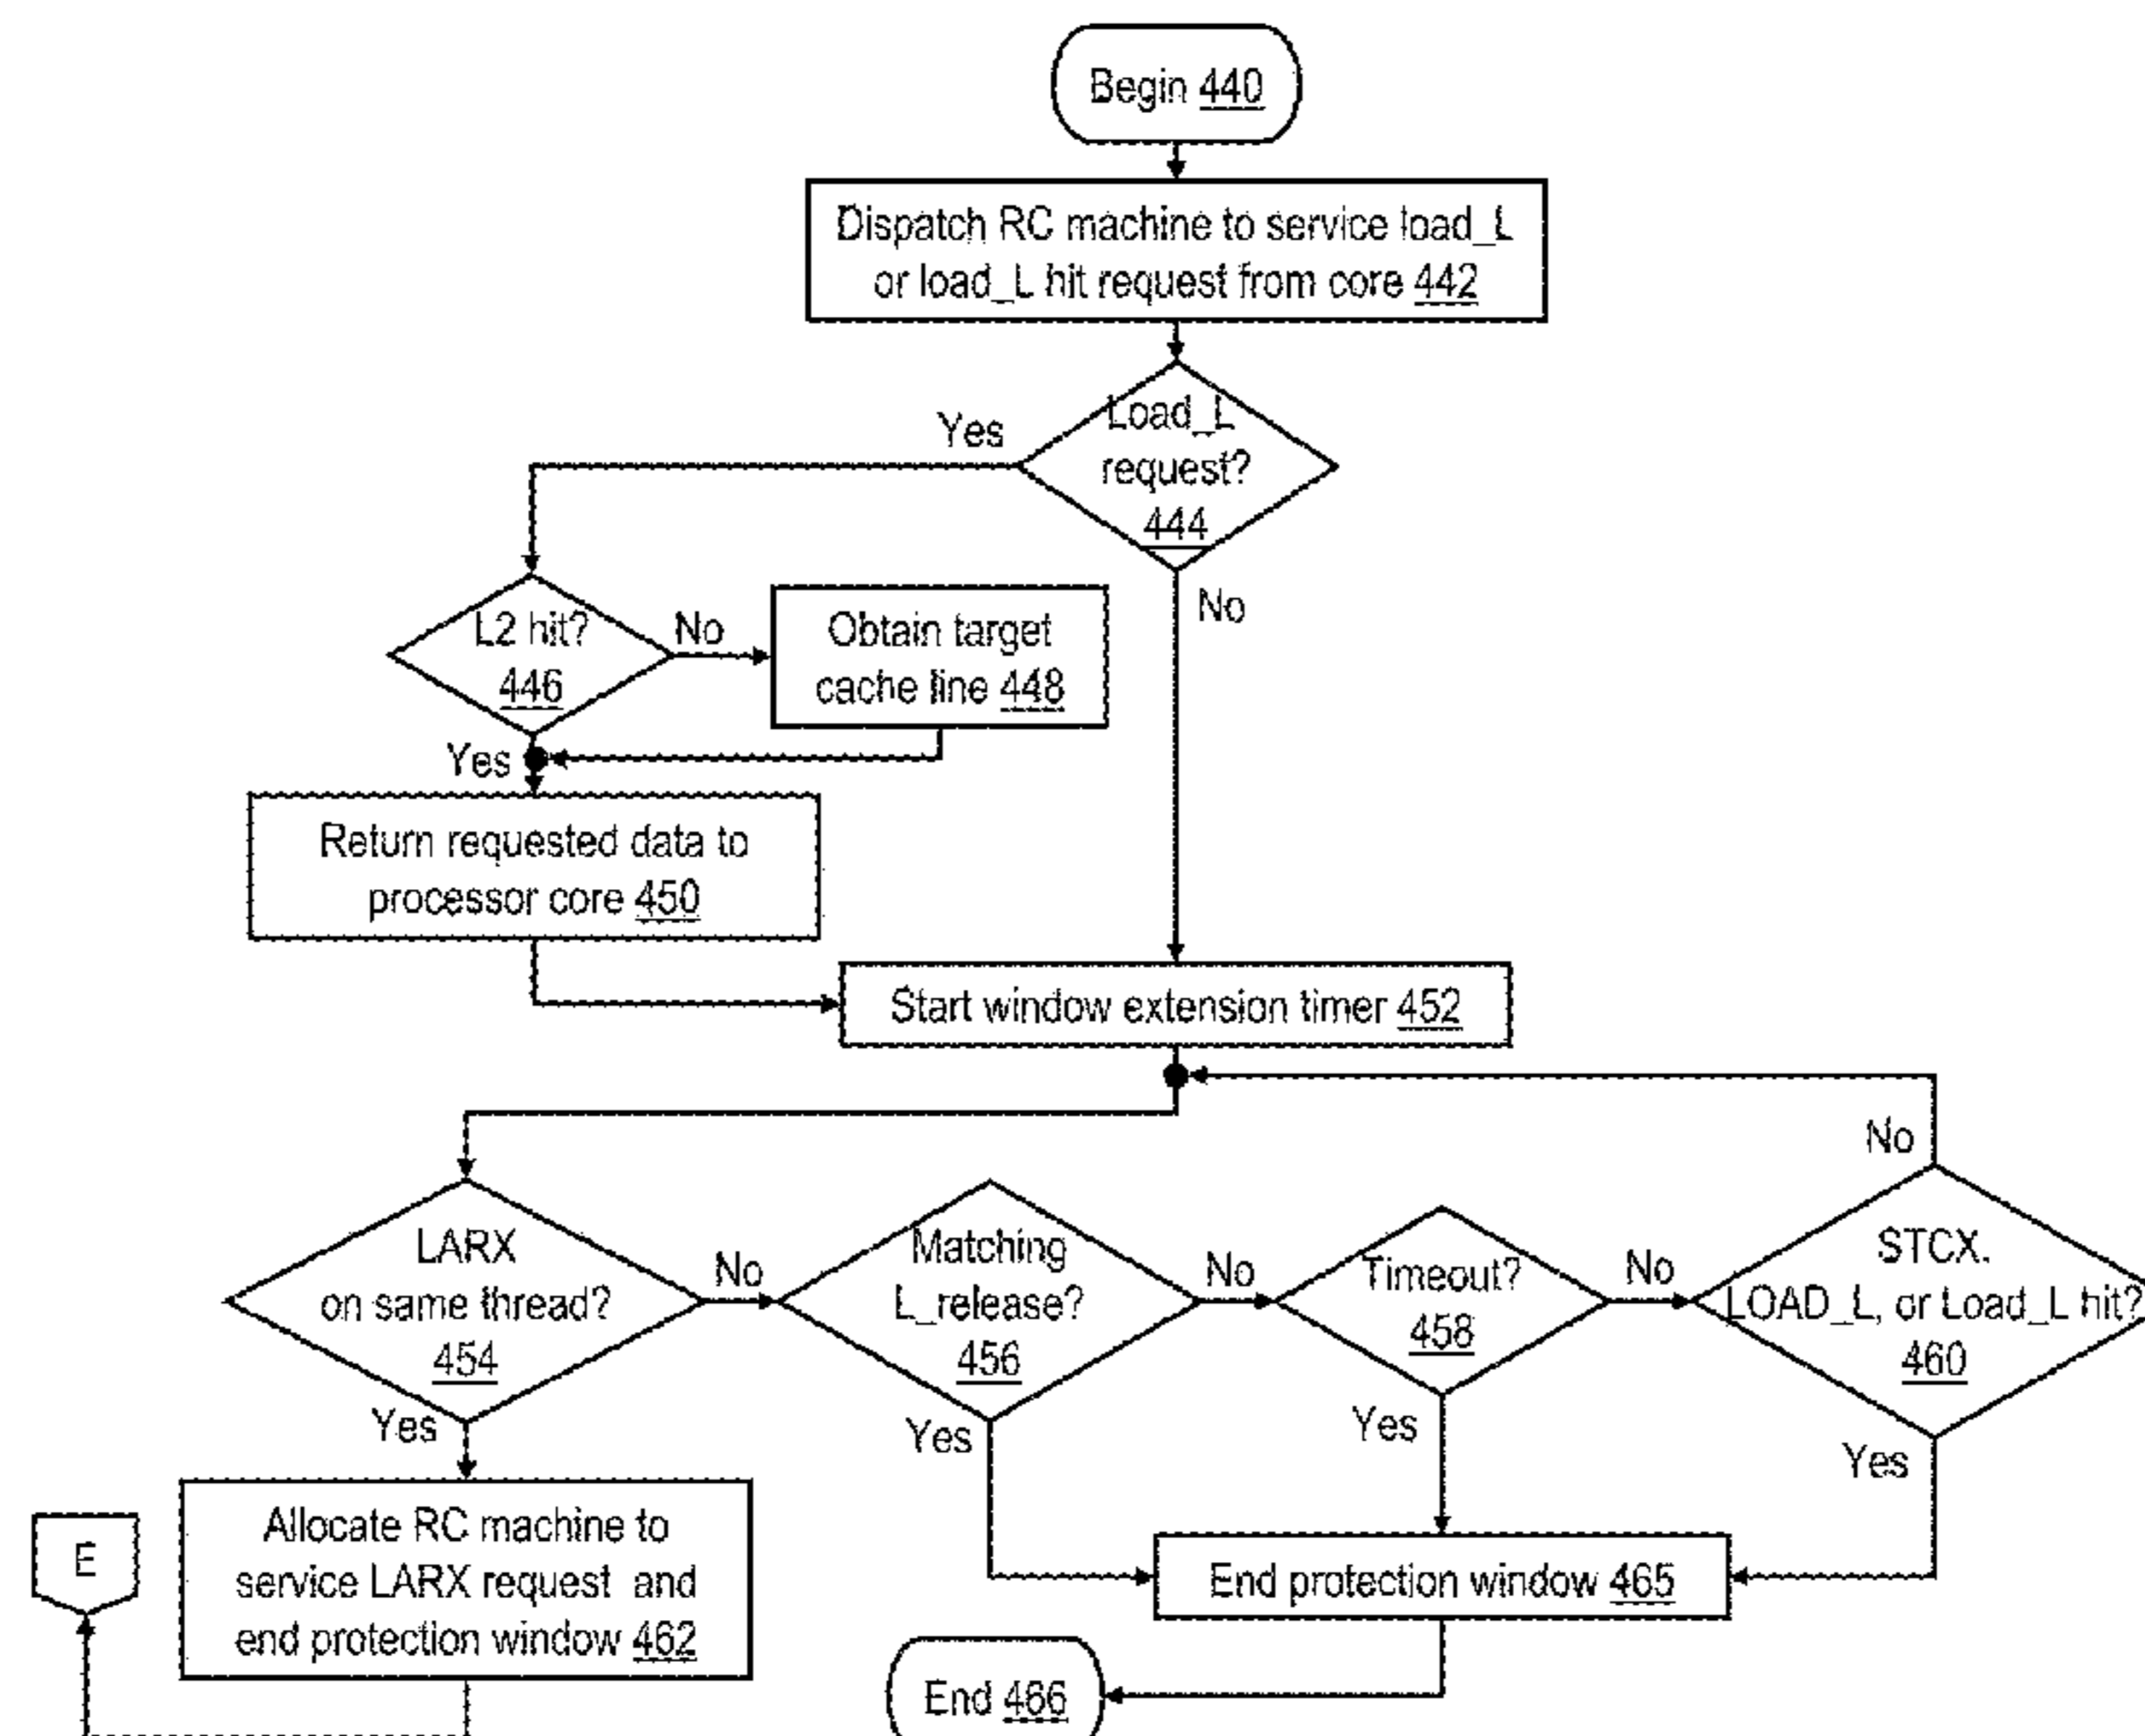 Begin 440
Dispatch RC machine to service load_L
or load_L hit request from core 442
Load_L
request?
444
Yes
No
L2 hit?
446
No
Obtain target
cache line 448
Yes
Return requested data to
processor core 450
Start window extension timer 452
No
LARX
on same thread?
454
No
Matching
L_release?
456
No
Timeout?
458
No
STCX,
LOAD_L, or Load_L hit?
460
Yes
Yes
Yes
Yes
E
Allocate RC machine to
service LARX request and
end protection window 462
End protection window 465
End 466